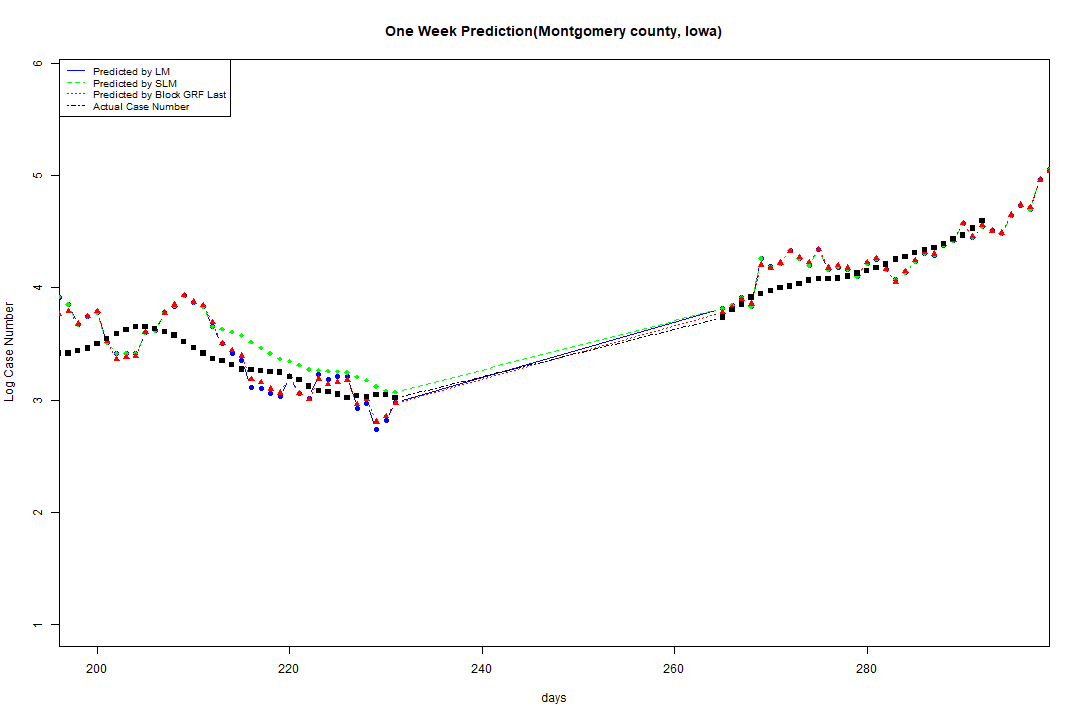 One Week Prediction(Montgomery county, Iowa)
Predicted by LM
Predicted by SLM
Predicted by Block GRF Last
Actual Case Number
6
5
4
3
2
1
Log Case Number
200 220 240 260 280
days